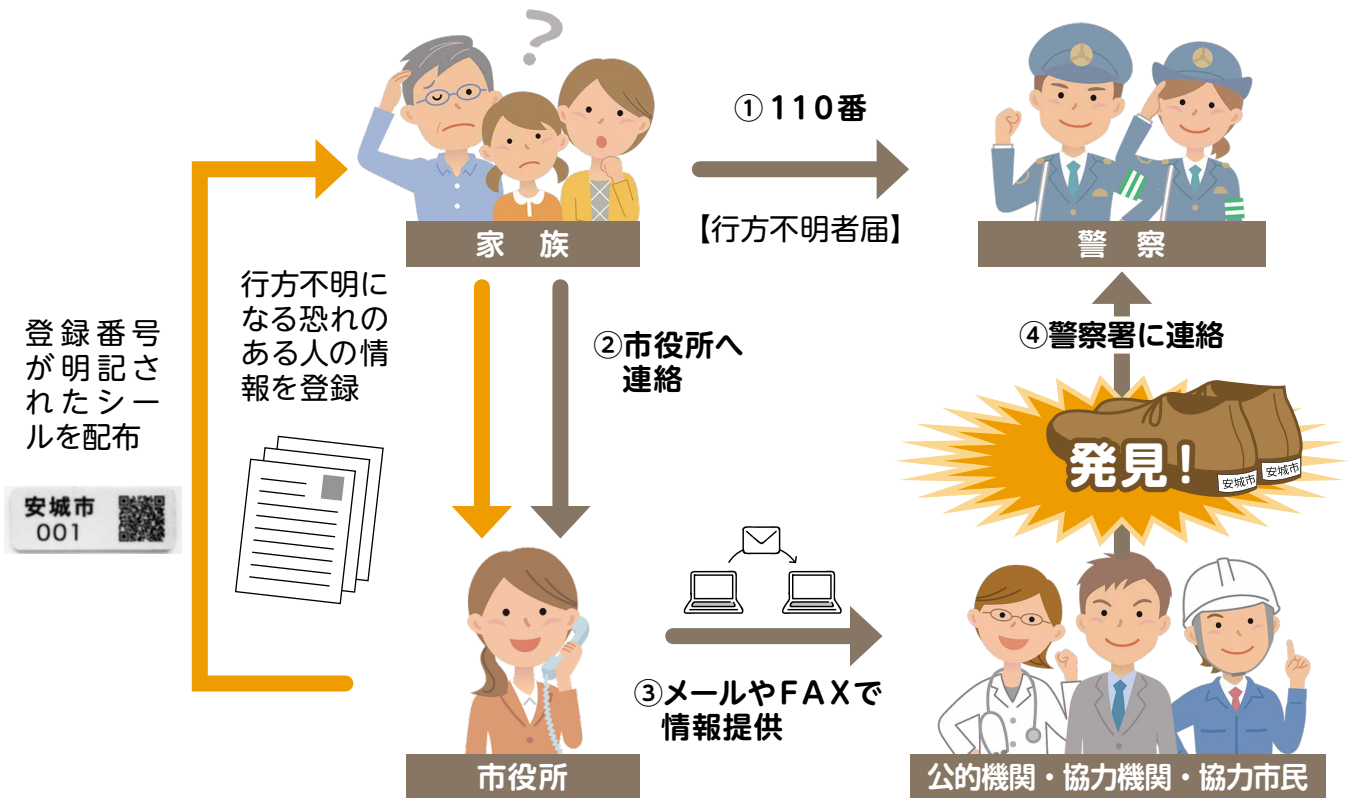 ?
①110番
【行方不明者届】
家 族
警 察
行方不明に
なる恐れの
ある人の情
報を登録
登録番号
が明記さ
れたシー
ルを配布
安城市
001
②市役所へ
連絡
④警察署に連絡
発見!
安城市
安城市
③メールやFAXで
情報提供
市役所
公的機関・協力機関・協力市民